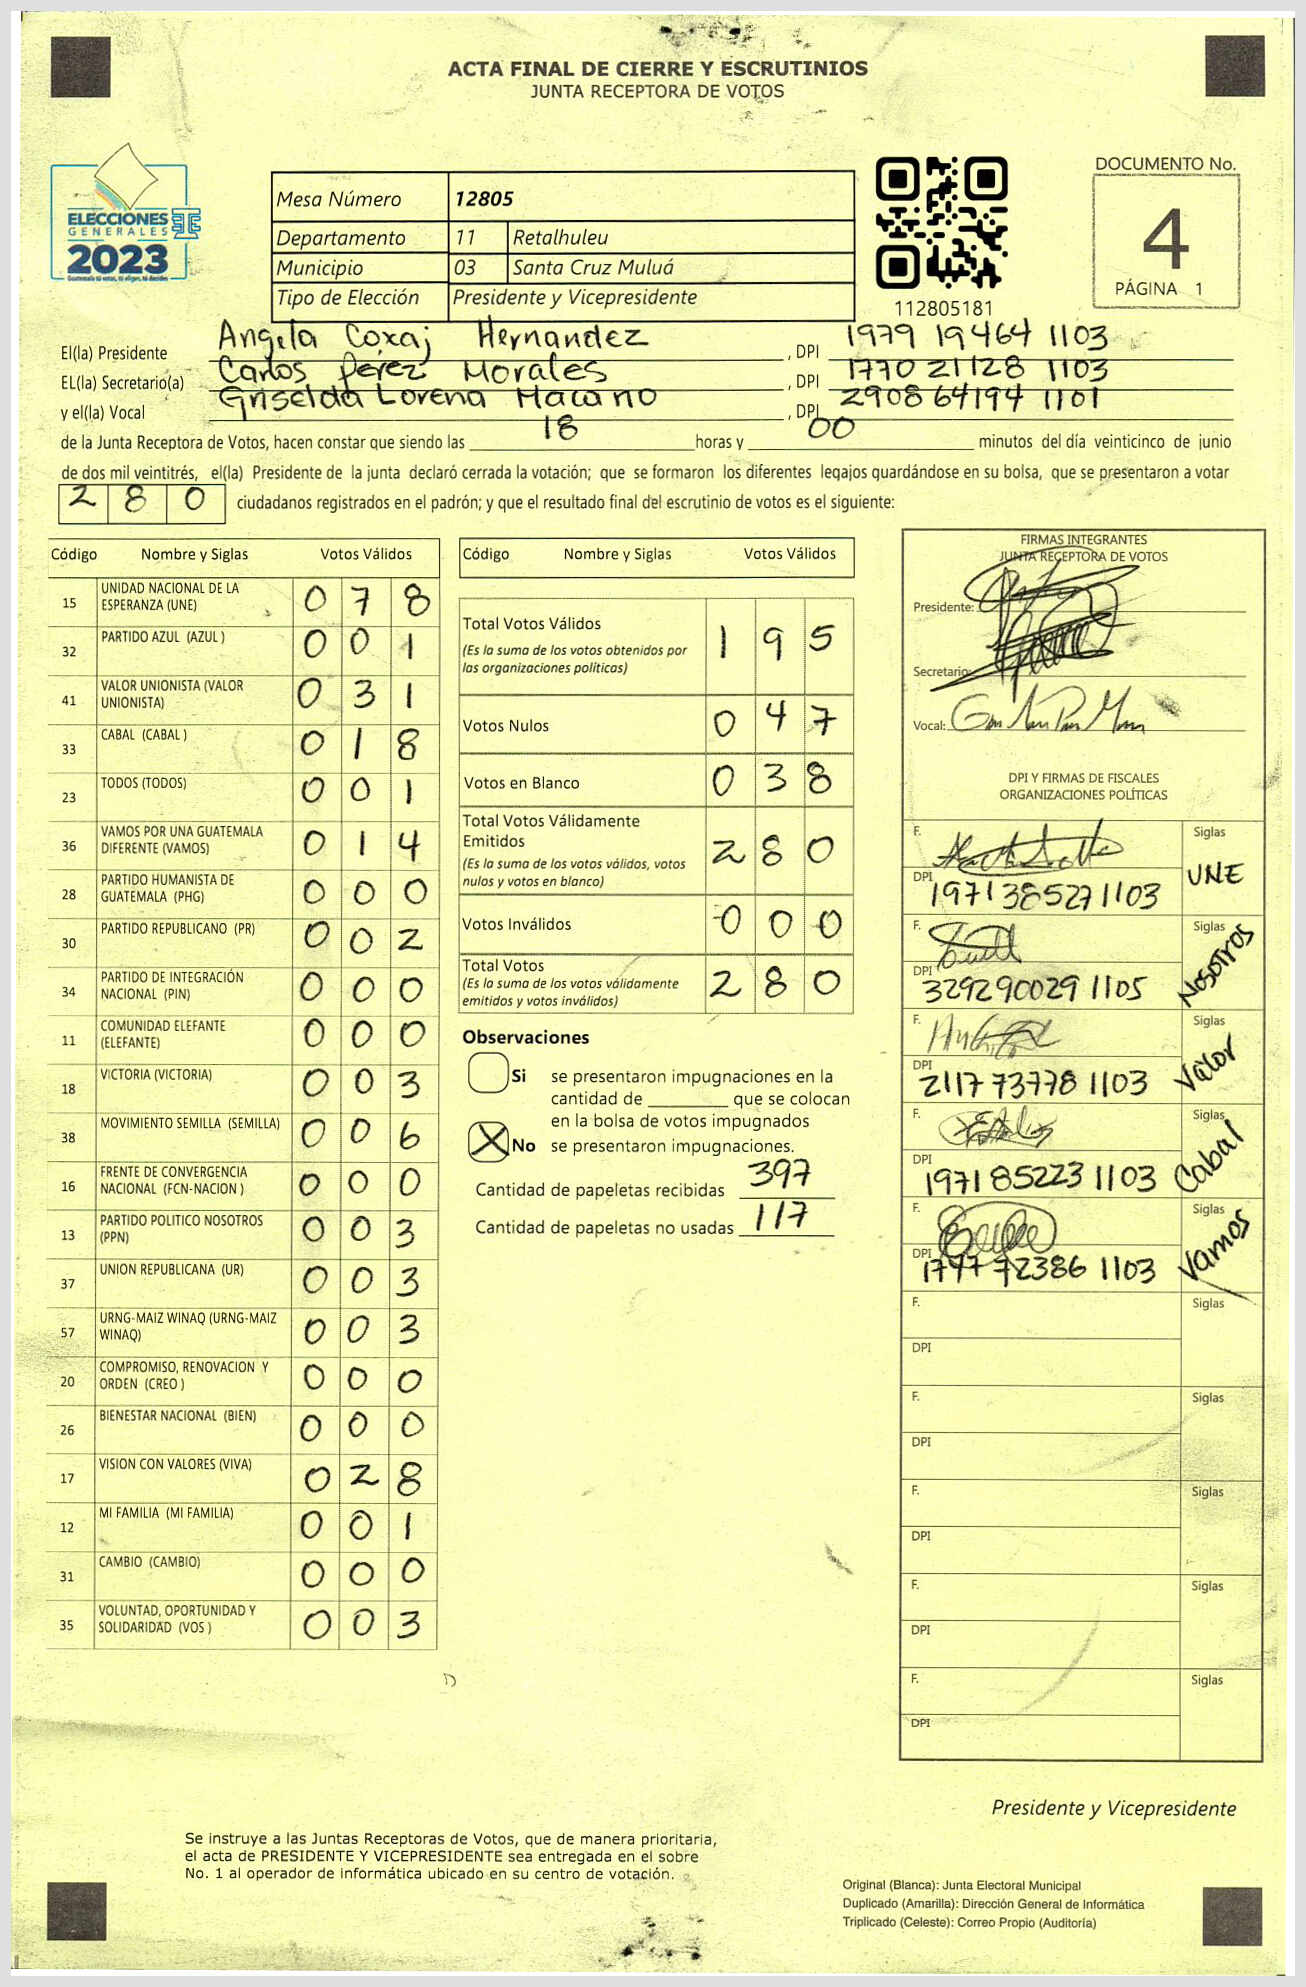 ACTA FINAL DE CIERRE Y ESCRUTINIOS
JUNTA RECEPTORA DE VOTOS
ELECCIONES
GENERALES
2023
Mesa Número 12805
Departamento 11 Retalhuleu
Municipio 03 Santa Cruz Muluá
Tipo de Elección Presidente y Vicepresidente
112805181
DOCUMENTO No.
4
PÁGINA 1
El(la) Presidente Angela Coxaj Hernandez , DPI 1979 19464 1103
EL(la) Secretario(a) Carlos Pérez Morales , DPI 1770 21128 1103
y el(la) Vocal Griselda Lorena , DPI 2908 64194 1101
de la Junta Receptora de Votos, hacen constar que siendo las 18 horas y 00 minutos del día veinticinco de junio
de dos mil veintitrés, el(la) Presidente de la junta declaró cerrada la votación; que se formaron los diferentes legajos guardándose en su bolsa, que se presentaron a votar
2 8 0 ciudadanos registrados en el padrón; y que el resultado final del escrutinio de votos es el siguiente:
Código Nombre y Siglas Votos Válidos
15 UNIDAD NACIONAL DE LA ESPERANZA (UNE) 0 7 8
32 PARTIDO AZUL (AZUL ) 0 0 1
41 VALOR UNIONISTA (VALOR UNIONISTA) 0 3 1
33 CABAL (CABAL ) 0 1 8
23 TODOS (TODOS) 0 0 1
36 VAMOS POR UNA GUATEMALA DIFERENTE (VAMOS) 0 1 4
28 PARTIDO HUMANISTA DE GUATEMALA (PHG) 0 0 0
30 PARTIDO REPUBLICANO (PR) 0 0 2
34 PARTIDO DE INTEGRACIÓN NACIONAL (PIN) 0 0 0
11 COMUNIDAD ELEFANTE (ELEFANTE) 0 0 0
18 VICTORIA (VICTORIA) 0 0 3
38 MOVIMIENTO SEMILLA (SEMILLA) 0 0 6
16 FRENTE DE CONVERGENCIA NACIONAL (FCN-NACION ) 0 0 0
13 PARTIDO POLITICO NOSOTROS (PPN) 0 0 3
37 UNION REPUBLICANA (UR) 0 0 3
57 URNG-MAIZ WINAQ (URNG-MAIZ WINAQ) 0 0 3
20 COMPROMISO, RENOVACION Y ORDEN (CREO ) 0 0 0
26 BIENESTAR NACIONAL (BIEN) 0 0 0
17 VISION CON VALORES (VIVA) 0 2 8
12 MI FAMILIA (MI FAMILIA) 0 0 1
31 CAMBIO (CAMBIO) 0 0 0
35 VOLUNTAD, OPORTUNIDAD Y SOLIDARIDAD (VOS ) 0 0 3
Código Nombre y Siglas Votos Válidos
Total Votos Válidos 1 9 5
(Es la suma de los votos obtenidos por
las organizaciones políticas)
Votos Nulos 0 4 7
Votos en Blanco 0 3 8
Total Votos Válidamente
Emitidos 2 8 0
(Es la suma de los votos válidos, votos
nulos y votos en blanco)
Votos Inválidos 0 0 0
Total Votos 2 8 0
(Es la suma de los votos válidamente
emitidos y votos inválidos)
Observaciones
Si se presentaron impugnaciones en la
cantidad de ________ que se colocan
en la bolsa de votos impugnados
X No se presentaron impugnaciones.
Cantidad de papeletas recibidas 397
Cantidad de papeletas no usadas 117
FIRMAS INTEGRANTES
JUNTA RECEPTORA DE VOTOS
Presidente:
Secretario:
Vocal:
DPI Y FIRMAS DE FISCALES
ORGANIZACIONES POLÍTICAS
F. Siglas
DPI 1971 38527 1103 UNE
F. Siglas
DPI 3292 90029 1105 Nosotros
F. Siglas
DPI 2117 73778 1103 Valor
F. Siglas
DPI 1971 85223 1103 Cabal
F. Siglas
DPI 1747 72386 1103 Vamos
F. Siglas
DPI
F. Siglas
DPI
F. Siglas
DPI
F. Siglas
DPI
F. Siglas
DPI
Presidente y Vicepresidente
Se instruye a las Juntas Receptoras de Votos, que de manera prioritaria,
el acta de PRESIDENTE Y VICEPRESIDENTE sea entregada en el sobre
No. 1 al operador de informática ubicado en su centro de votación.
Original (Blanca): Junta Electoral Municipal
Duplicado (Amarilla): Dirección General de Informática
Triplicado (Celeste): Correo Propio (Auditoría)